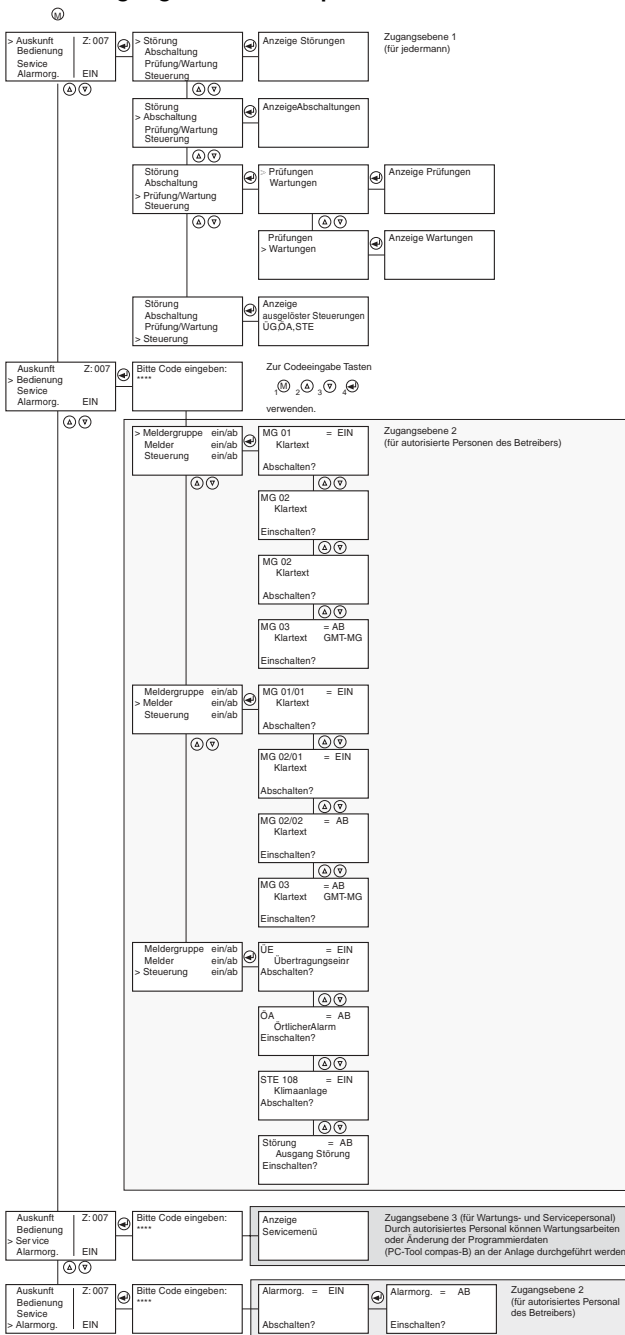 M
> Auskunft Z:007
Bedienung
Service
Alarmorg. EIN
> Störung
Abschaltung
Prüfung/Wartung
Steuerung
Anzeige Störungen
Zugangsebene 1
(für jedermann)
Störung
> Abschaltung
Prüfung/Wartung
Steuerung
AnzeigeAbschaltungen
Störung
Abschaltung
> Prüfung/Wartung
Steuerung
> Prüfungen
Wartungen
Anzeige Prüfungen
Prüfungen
> Wartungen
Anzeige Wartungen
Störung
Abschaltung
Prüfung/Wartung
> Steuerung
Anzeige
ausgelöster Steuerungen
ÜG,ÖA,STE
Auskunft Z:007
> Bedienung
Service
Alarmorg. EIN
Bitte Code eingeben:
****
Zur Codeeingabe Tasten
1 M 2 3 4
verwenden.
> Meldergruppe ein/ab
Melder ein/ab
Steuerung ein/ab
MG 01 = EIN
Klartext
Abschalten?
Zugangsebene 2
(für autorisierte Personen des Betreibers)
MG 02
Klartext
Einschalten?
MG 02
Klartext
Abschalten?
MG 03 = AB
Klartext GMT-MG
Einschalten?
Meldergruppe ein/ab
> Melder ein/ab
Steuerung ein/ab
MG 01/01 = EIN
Klartext
Abschalten?
MG 02/01 = EIN
Klartext
Abschalten?
MG 02/02 = AB
Klartext
Einschalten?
MG 03 = AB
Klartext GMT-MG
Einschalten?
Meldergruppe ein/ab
Melder ein/ab
> Steuerung ein/ab
ÜE = EIN
Übertragungseinr
Abschalten?
ÖA = AB
ÖrtlicherAlarm
Einschalten?
STE 108 = EIN
Klimaanlage
Abschalten?
Störung = AB
Ausgang Störung
Einschalten?
Auskunft Z:007
Bedienung
> Service
Alarmorg. EIN
Bitte Code eingeben:
****
Anzeige
Servicemenü
Zugangsebene 3 (für Wartungs- und Servicepersonal)
Durch autorisiertes Personal können Wartungsarbeiten
oder Änderung der Programmierdaten
(PC-Tool compas-B) an der Anlage durchgeführt werden
Auskunft Z:007
Bedienung
Service
> Alarmorg. EIN
Bitte Code eingeben:
****
Alarmorg. = EIN
Abschalten?
Alarmorg. = AB
Einschalten?
Zugangsebene 2
(für autorisiertes Personal
des Betreibers)